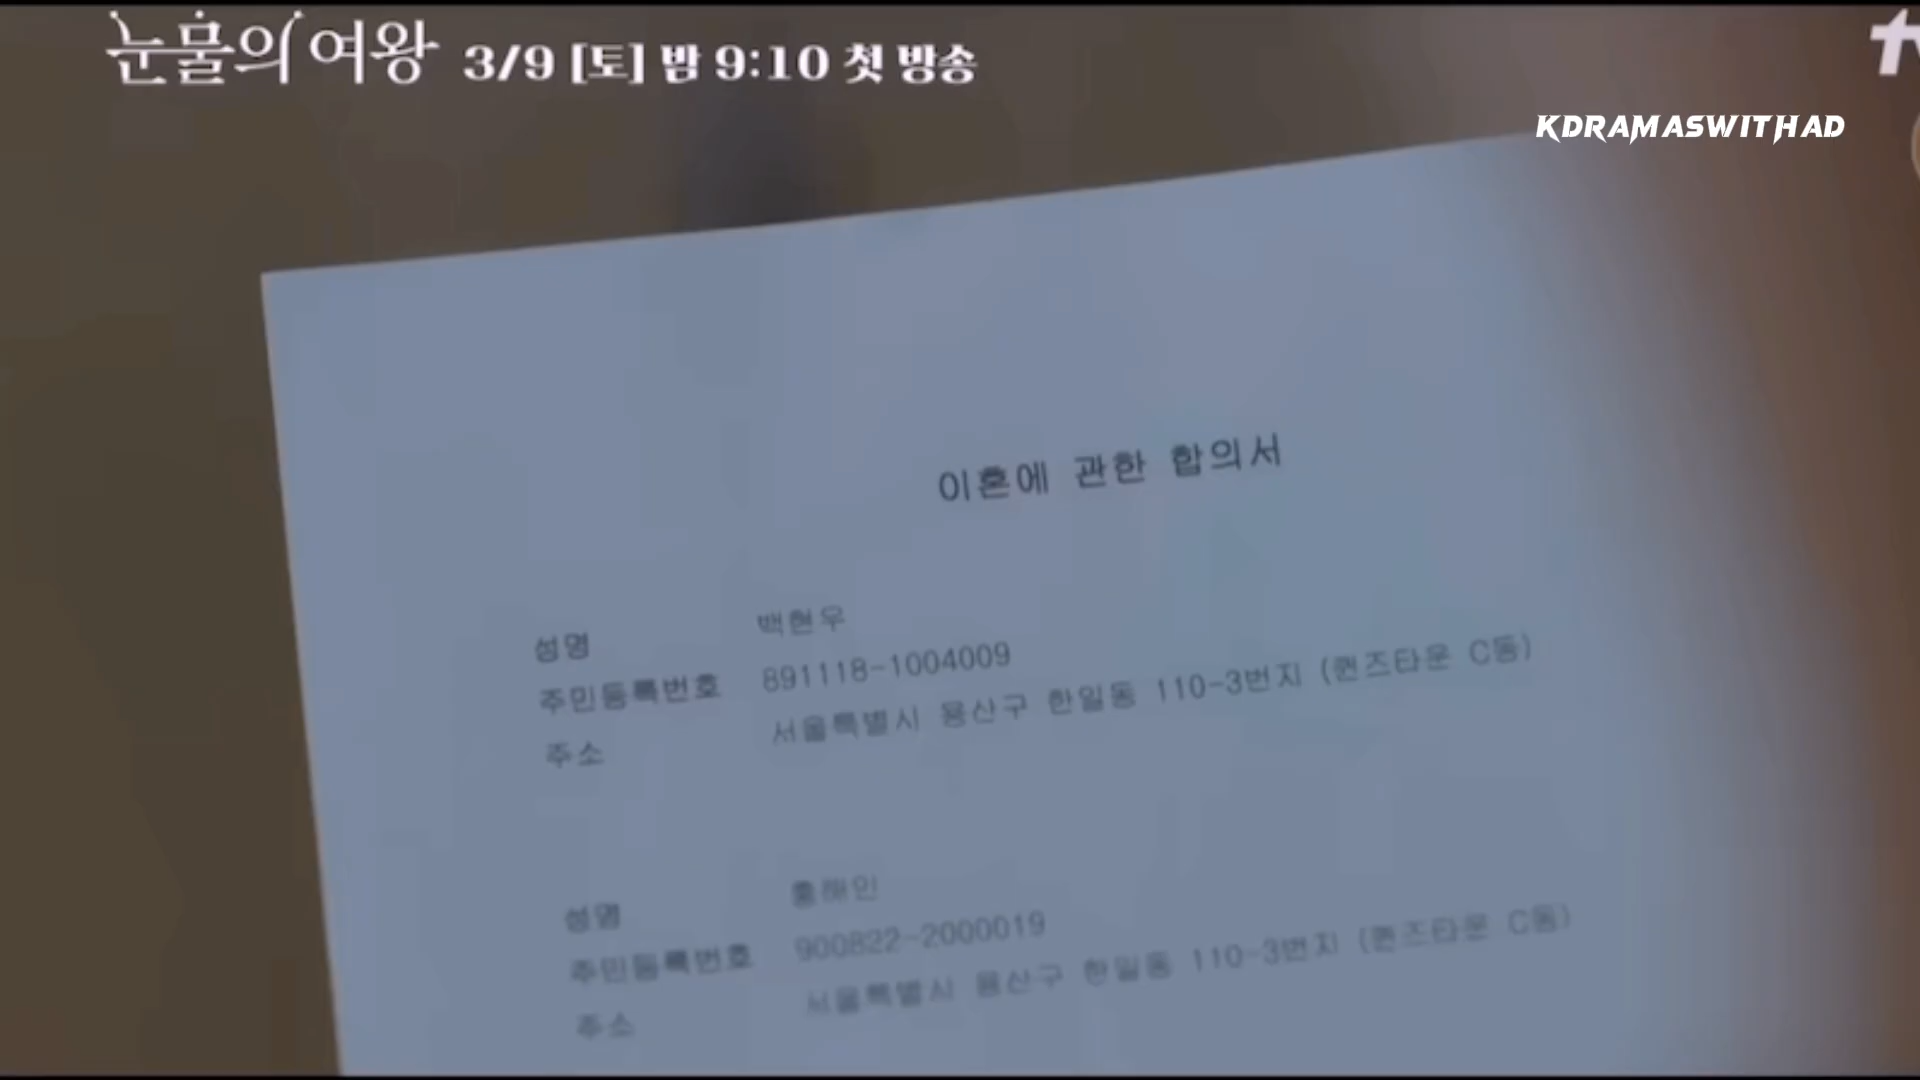 눈물의 여왕 3/9 [토] 밤 9:10 첫 방송
KDRAMASWITHAD
이혼에 관한 합의서
성명 백현우
주민등록번호 891118-1004009
주소 서울특별시 용산구 한일동 110-3번지 (퀸즈타운 C동)
성명 홍해인
주민등록번호 900822-2000019
주소 서울특별시 용산구 한일동 110-3번지 (퀸즈타운 C동)